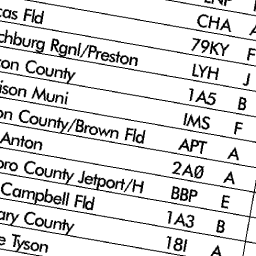 cas Fld CHA A
chburg Rgnl/Preston 79KY F
on County LYH J
ison Muni 1A5 B
on County/Brown Fld IMS F
Anton APT A
oro County Jetport/H 2A0 A
Campbell Fld BBP E
ary County 1A3 B
e Tyson 18I A